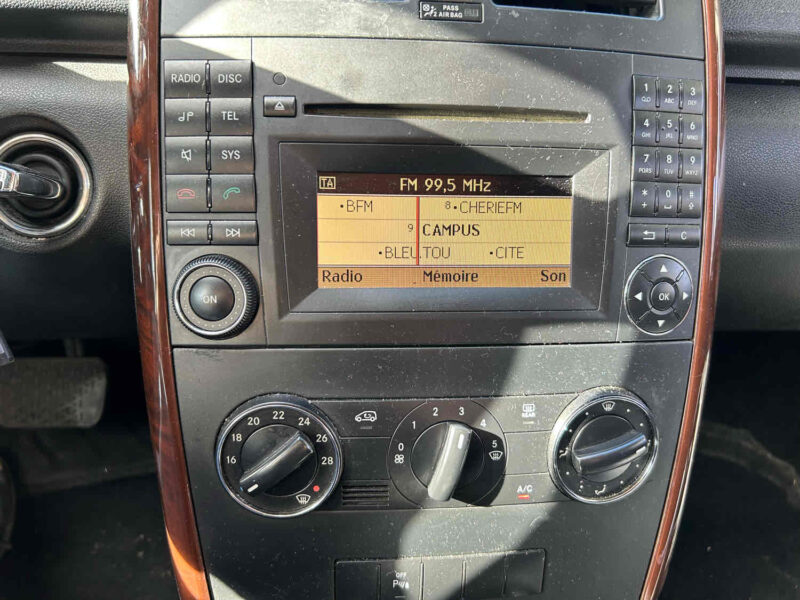 PASS
AIR BAG
RADIO DISC
TEL
SYS
ON
TA FM 99,5 MHz
•BFM 8•CHERIEFM
9 CAMPUS
•BLEU.TOU •CITE
Radio Mémoire Son
1 2 ABC 3 DEF
4 GHI 5 JKL 6 MNO
7 PQRS 8 TUV 9 WXYZ
* 0 #
C
OK
16 18 20 22 24 26 28
0 1 2 3 4 5
REAR
A/C
OFF
P